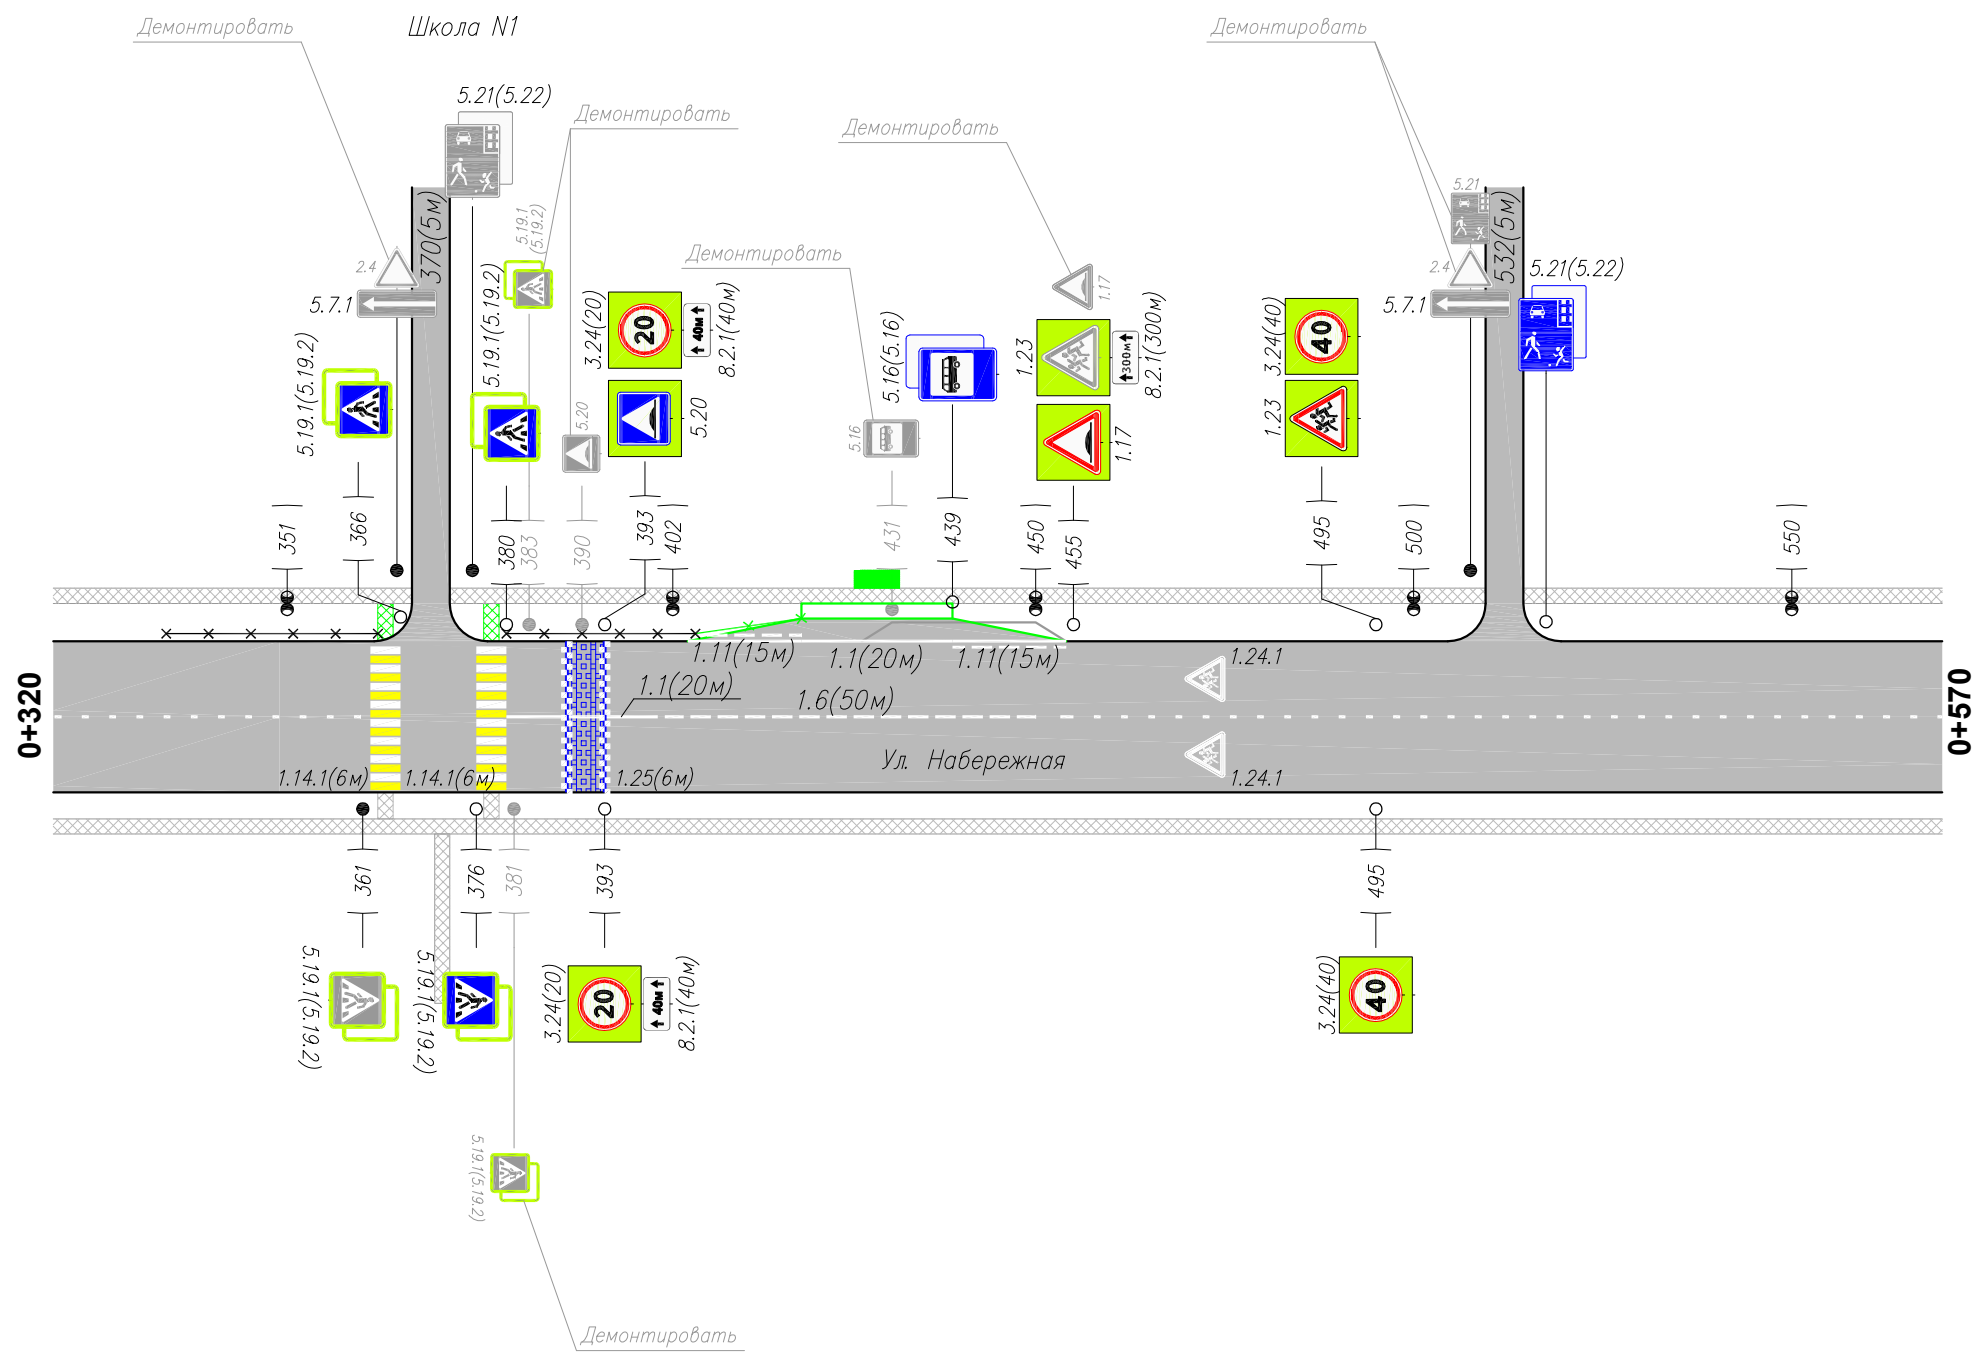 Демонтировать
Школа N1
Демонтировать
5.21(5.22)
Демонтировать
Демонтировать
370(5м)
5.19.1
(5.19.2)
5.21
532(5м)
2.4
5.7.1
5.19.1(5.19.2)
5.19.1(5.19.2)
Демонтировать
3.24(20)
20
40м
8.2.1(40м)
5.20
5.20
5.16(5.16)
5.16
1.17
1.23
300м
8.2.1(300м)
1.17
3.24(40)
40
1.23
2.4
5.7.1
5.21(5.22)
351
366
380
383
390
393
402
431
439
450
455
495
500
550
0+320
1.11(15м)
1.1(20м)
1.11(15м)
1.24.1
1.1(20м)
1.6(50м)
Ул. Набережная
1.14.1(6м)
1.14.1(6м)
1.25(6м)
1.24.1
0+570
361
376
381
393
495
5.19.1(5.19.2)
5.19.1(5.19.2)
3.24(20)
20
40м
8.2.1(40м)
3.24(40)
40
5.19.1(5.19.2)
Демонтировать